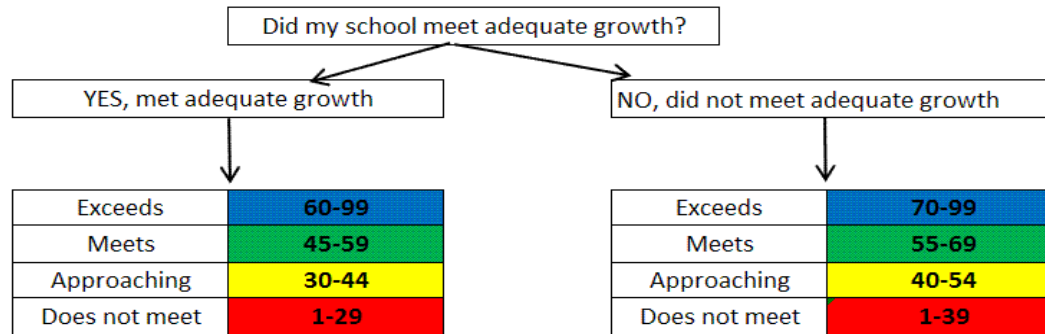 Did my school meet adequate growth?
YES, met adequate growth
NO, did not meet adequate growth
Exceeds 60-99
Meets 45-59
Approaching 30-44
Does not meet 1-29
Exceeds 70-99
Meets 55-69
Approaching 40-54
Does not meet 1-39